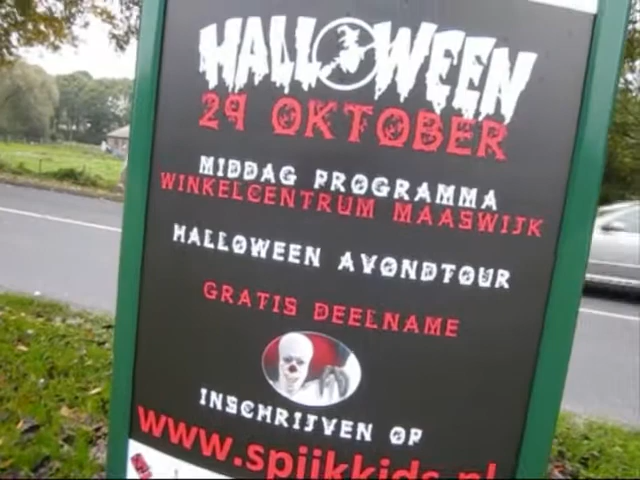 HALLOWEEN
29 OKTOBER
MIDDAG PROGRAMMA
WINKELCENTRUM MAASWIJK
HALLOWEEN AVONDTOUR
GRATIS DEELNAME
INSCHRIJVEN OP
www.spijkkids.nl